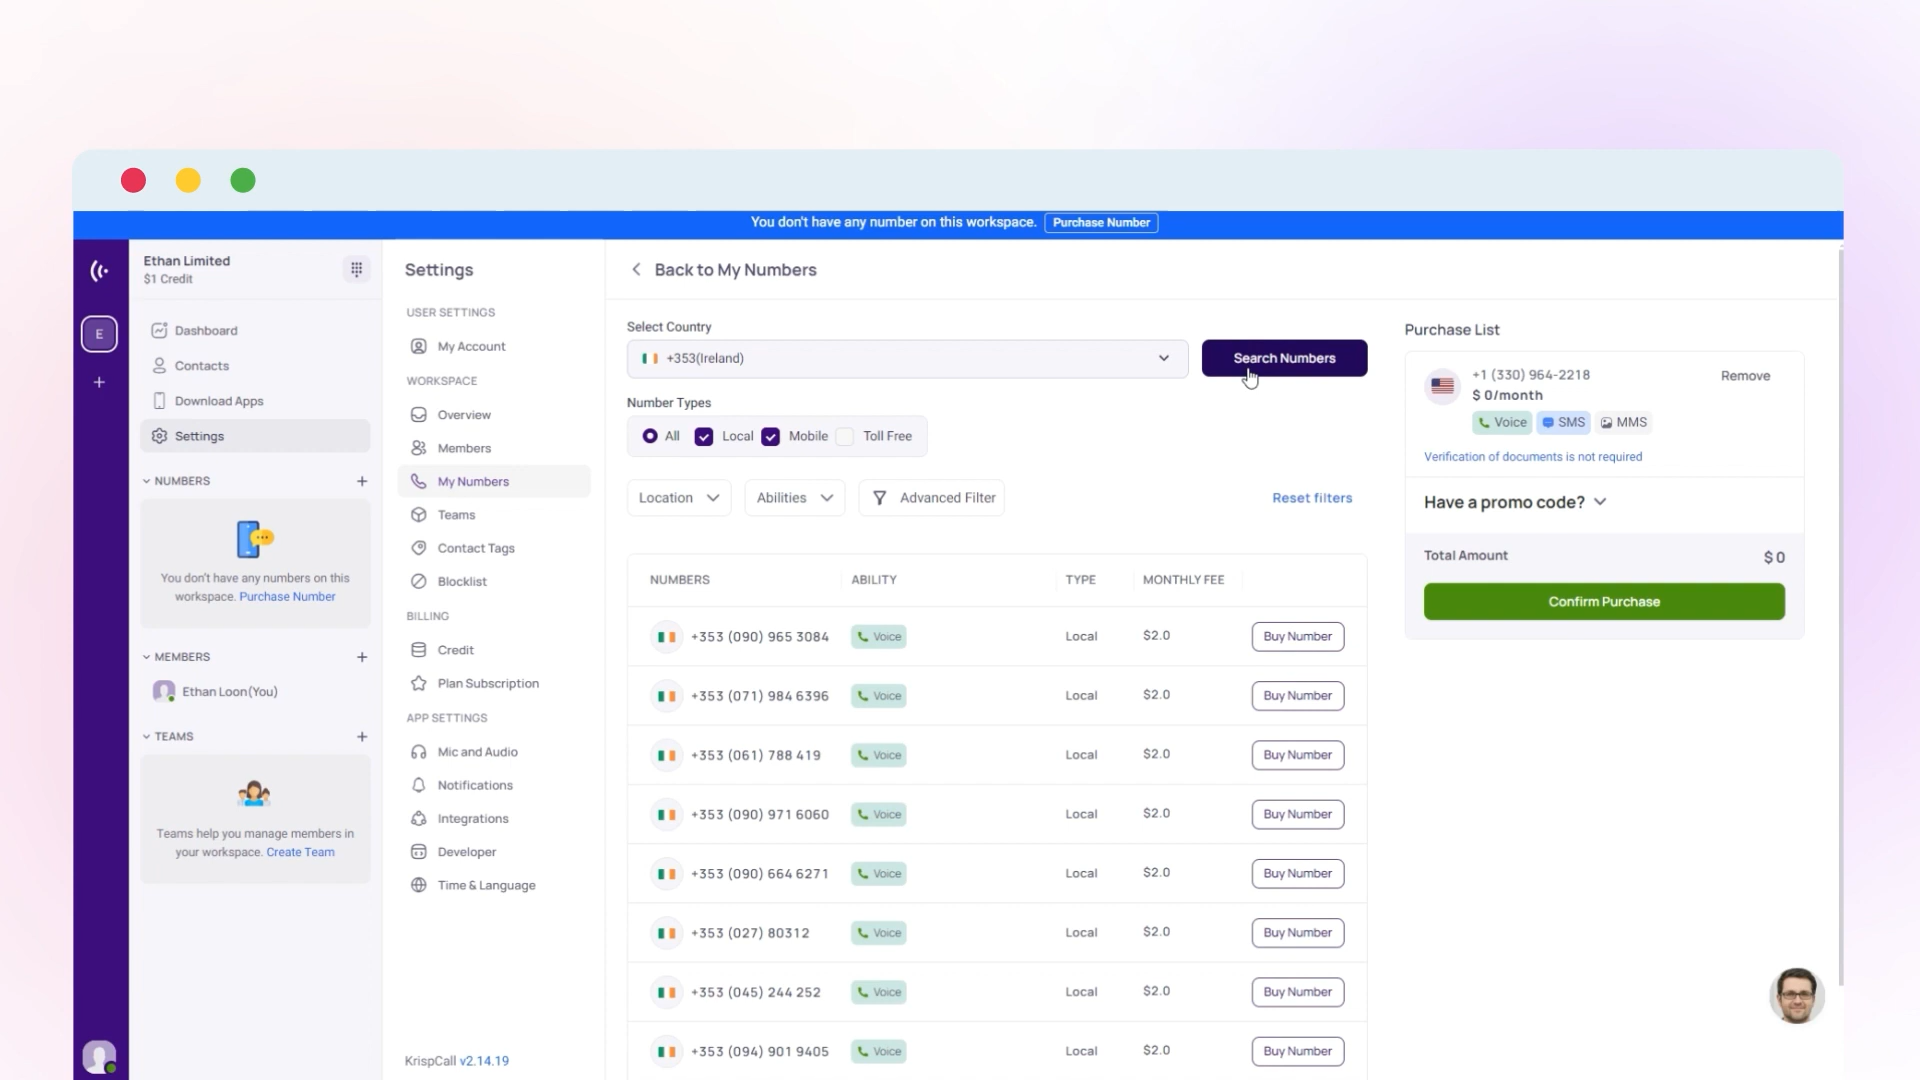 You don't have any number on this workspace. Purchase Number
Ethan Limited
$1 Credit
E
Dashboard
Contacts
Download Apps
Settings
NUMBERS
You don't have any numbers on this
workspace. Purchase Number
MEMBERS
Ethan Loon(You)
TEAMS
Teams help you manage members in
your workspace. Create Team
Settings
USER SETTINGS
My Account
WORKSPACE
Overview
Members
My Numbers
Teams
Contact Tags
Blocklist
BILLING
Credit
Plan Subscription
APP SETTINGS
Mic and Audio
Notifications
Integrations
Developer
Time & Language
KrispCall v2.14.19
Back to My Numbers
Select Country
+353(Ireland)
Search Numbers
Number Types
All Local Mobile Toll Free
Location Abilities Advanced Filter Reset filters
NUMBERS ABILITY TYPE MONTHLY FEE
+353 (090) 965 3084 Voice Local $2.0 Buy Number
+353 (071) 984 6396 Voice Local $2.0 Buy Number
+353 (061) 788 419 Voice Local $2.0 Buy Number
+353 (090) 971 6060 Voice Local $2.0 Buy Number
+353 (090) 664 6271 Voice Local $2.0 Buy Number
+353 (027) 80312 Voice Local $2.0 Buy Number
+353 (045) 244 252 Voice Local $2.0 Buy Number
+353 (094) 901 9405 Voice Local $2.0 Buy Number
Purchase List
+1 (330) 964-2218 Remove
$ 0/month
Voice SMS MMS
Verification of documents is not required
Have a promo code?
Total Amount $ 0
Confirm Purchase